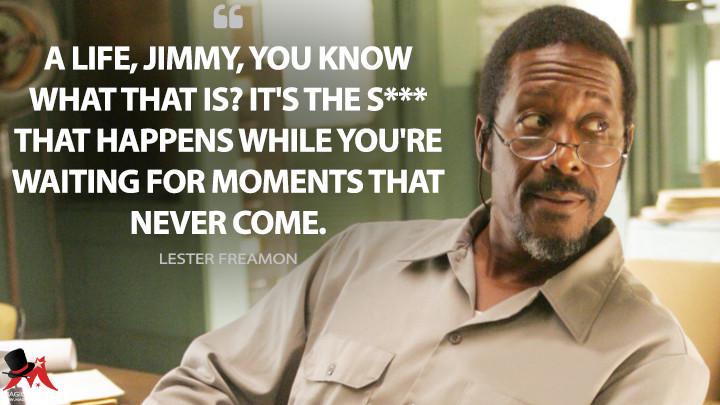 “
A LIFE, JIMMY, YOU KNOW
WHAT THAT IS? IT'S THE S***
THAT HAPPENS WHILE YOU'RE
WAITING FOR MOMENTS THAT
NEVER COME.
LESTER FREAMON